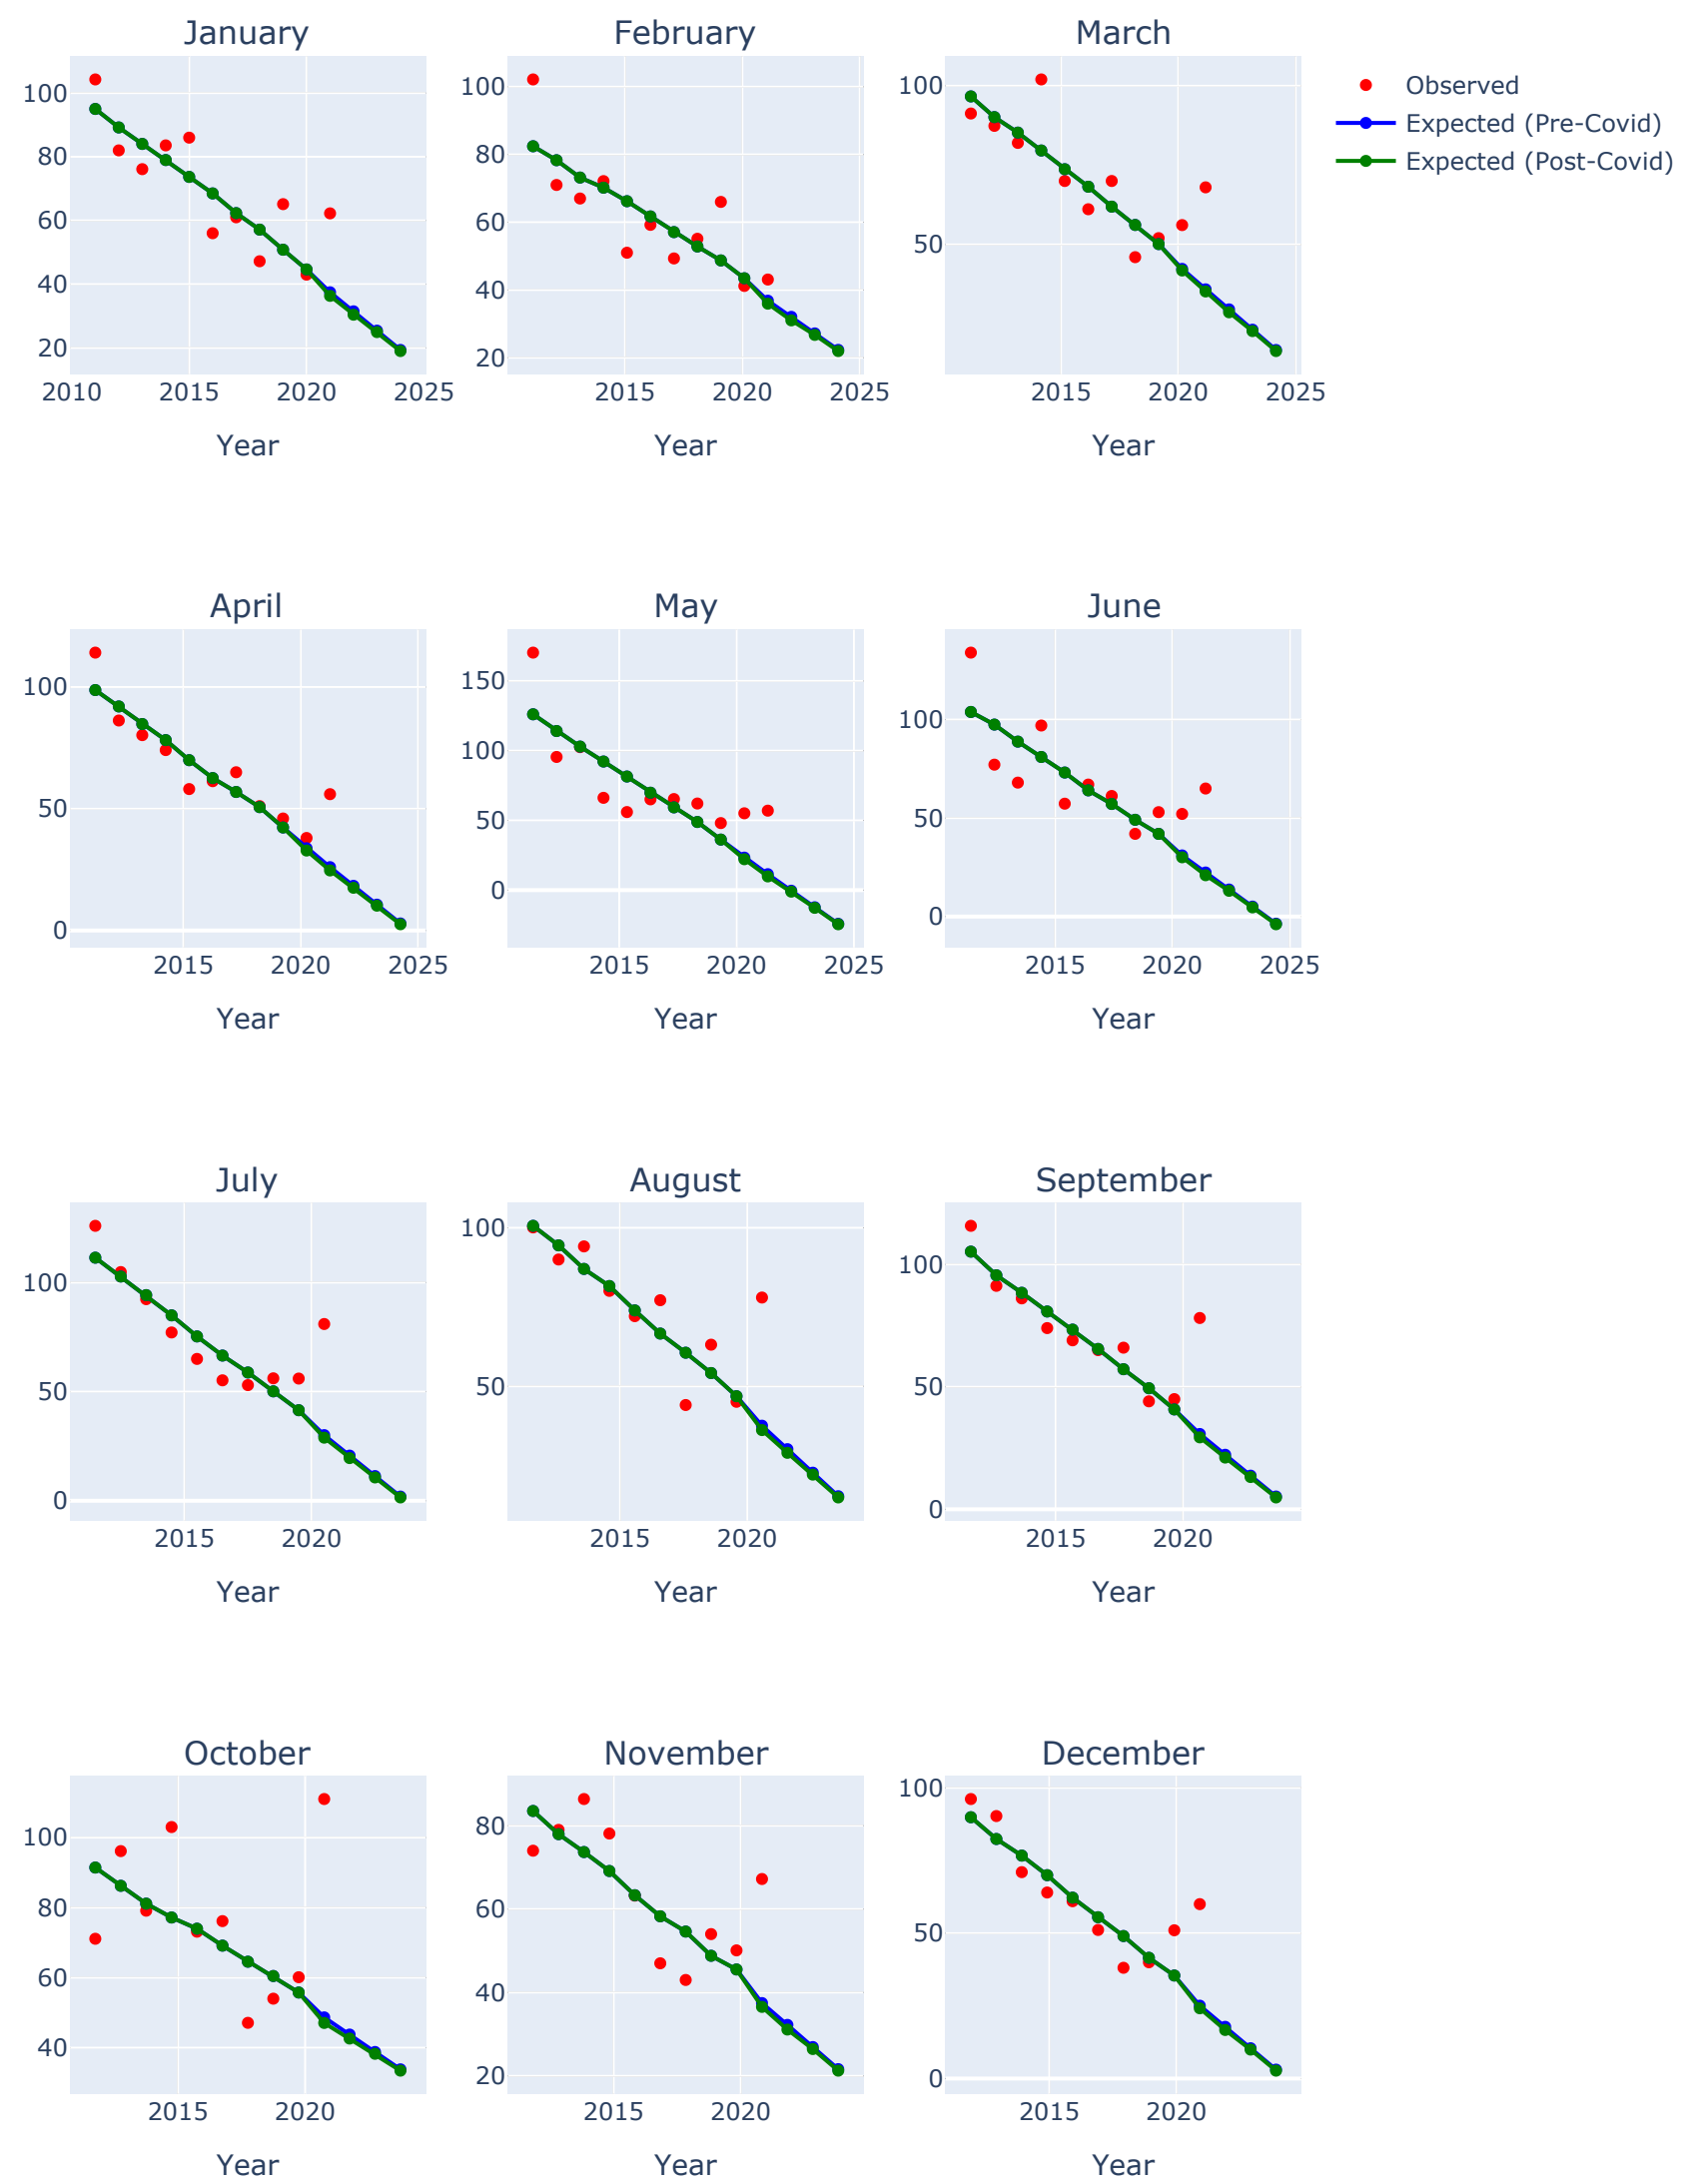 January
February
March
Observed
Expected (Pre-Covid)
Expected (Post-Covid)
100
80
60
40
20
2010
2015
2020
2025
Year
100
80
60
40
20
2015
2020
2025
Year
100
50
2015
2020
2025
Year
April
May
June
100
50
0
2015
2020
2025
Year
150
100
50
0
2015
2020
2025
Year
100
50
0
2015
2020
2025
Year
July
August
September
100
50
0
2015
2020
Year
100
50
2015
2020
Year
100
50
0
2015
2020
Year
October
November
December
100
80
60
40
2015
2020
Year
80
60
40
20
2015
2020
Year
100
50
0
2015
2020
Year